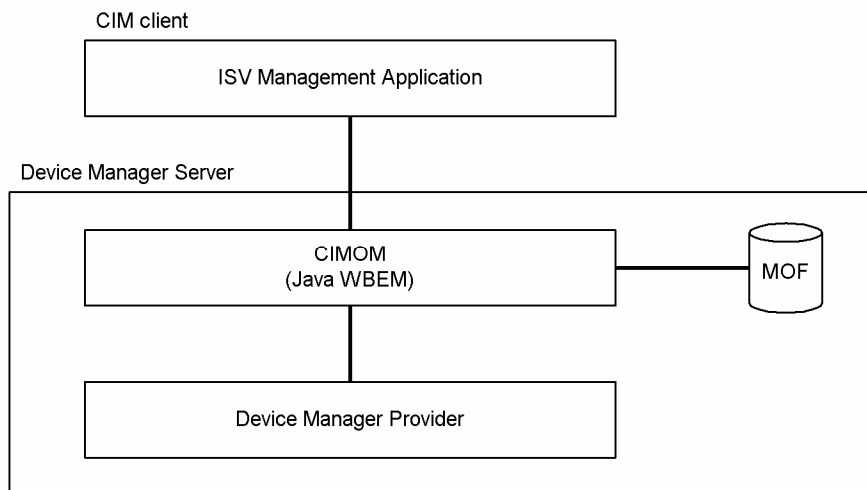 CIM client
ISV Management Application
Device Manager Server
CIMOM
(Java WBEM)
MOF
Device Manager Provider